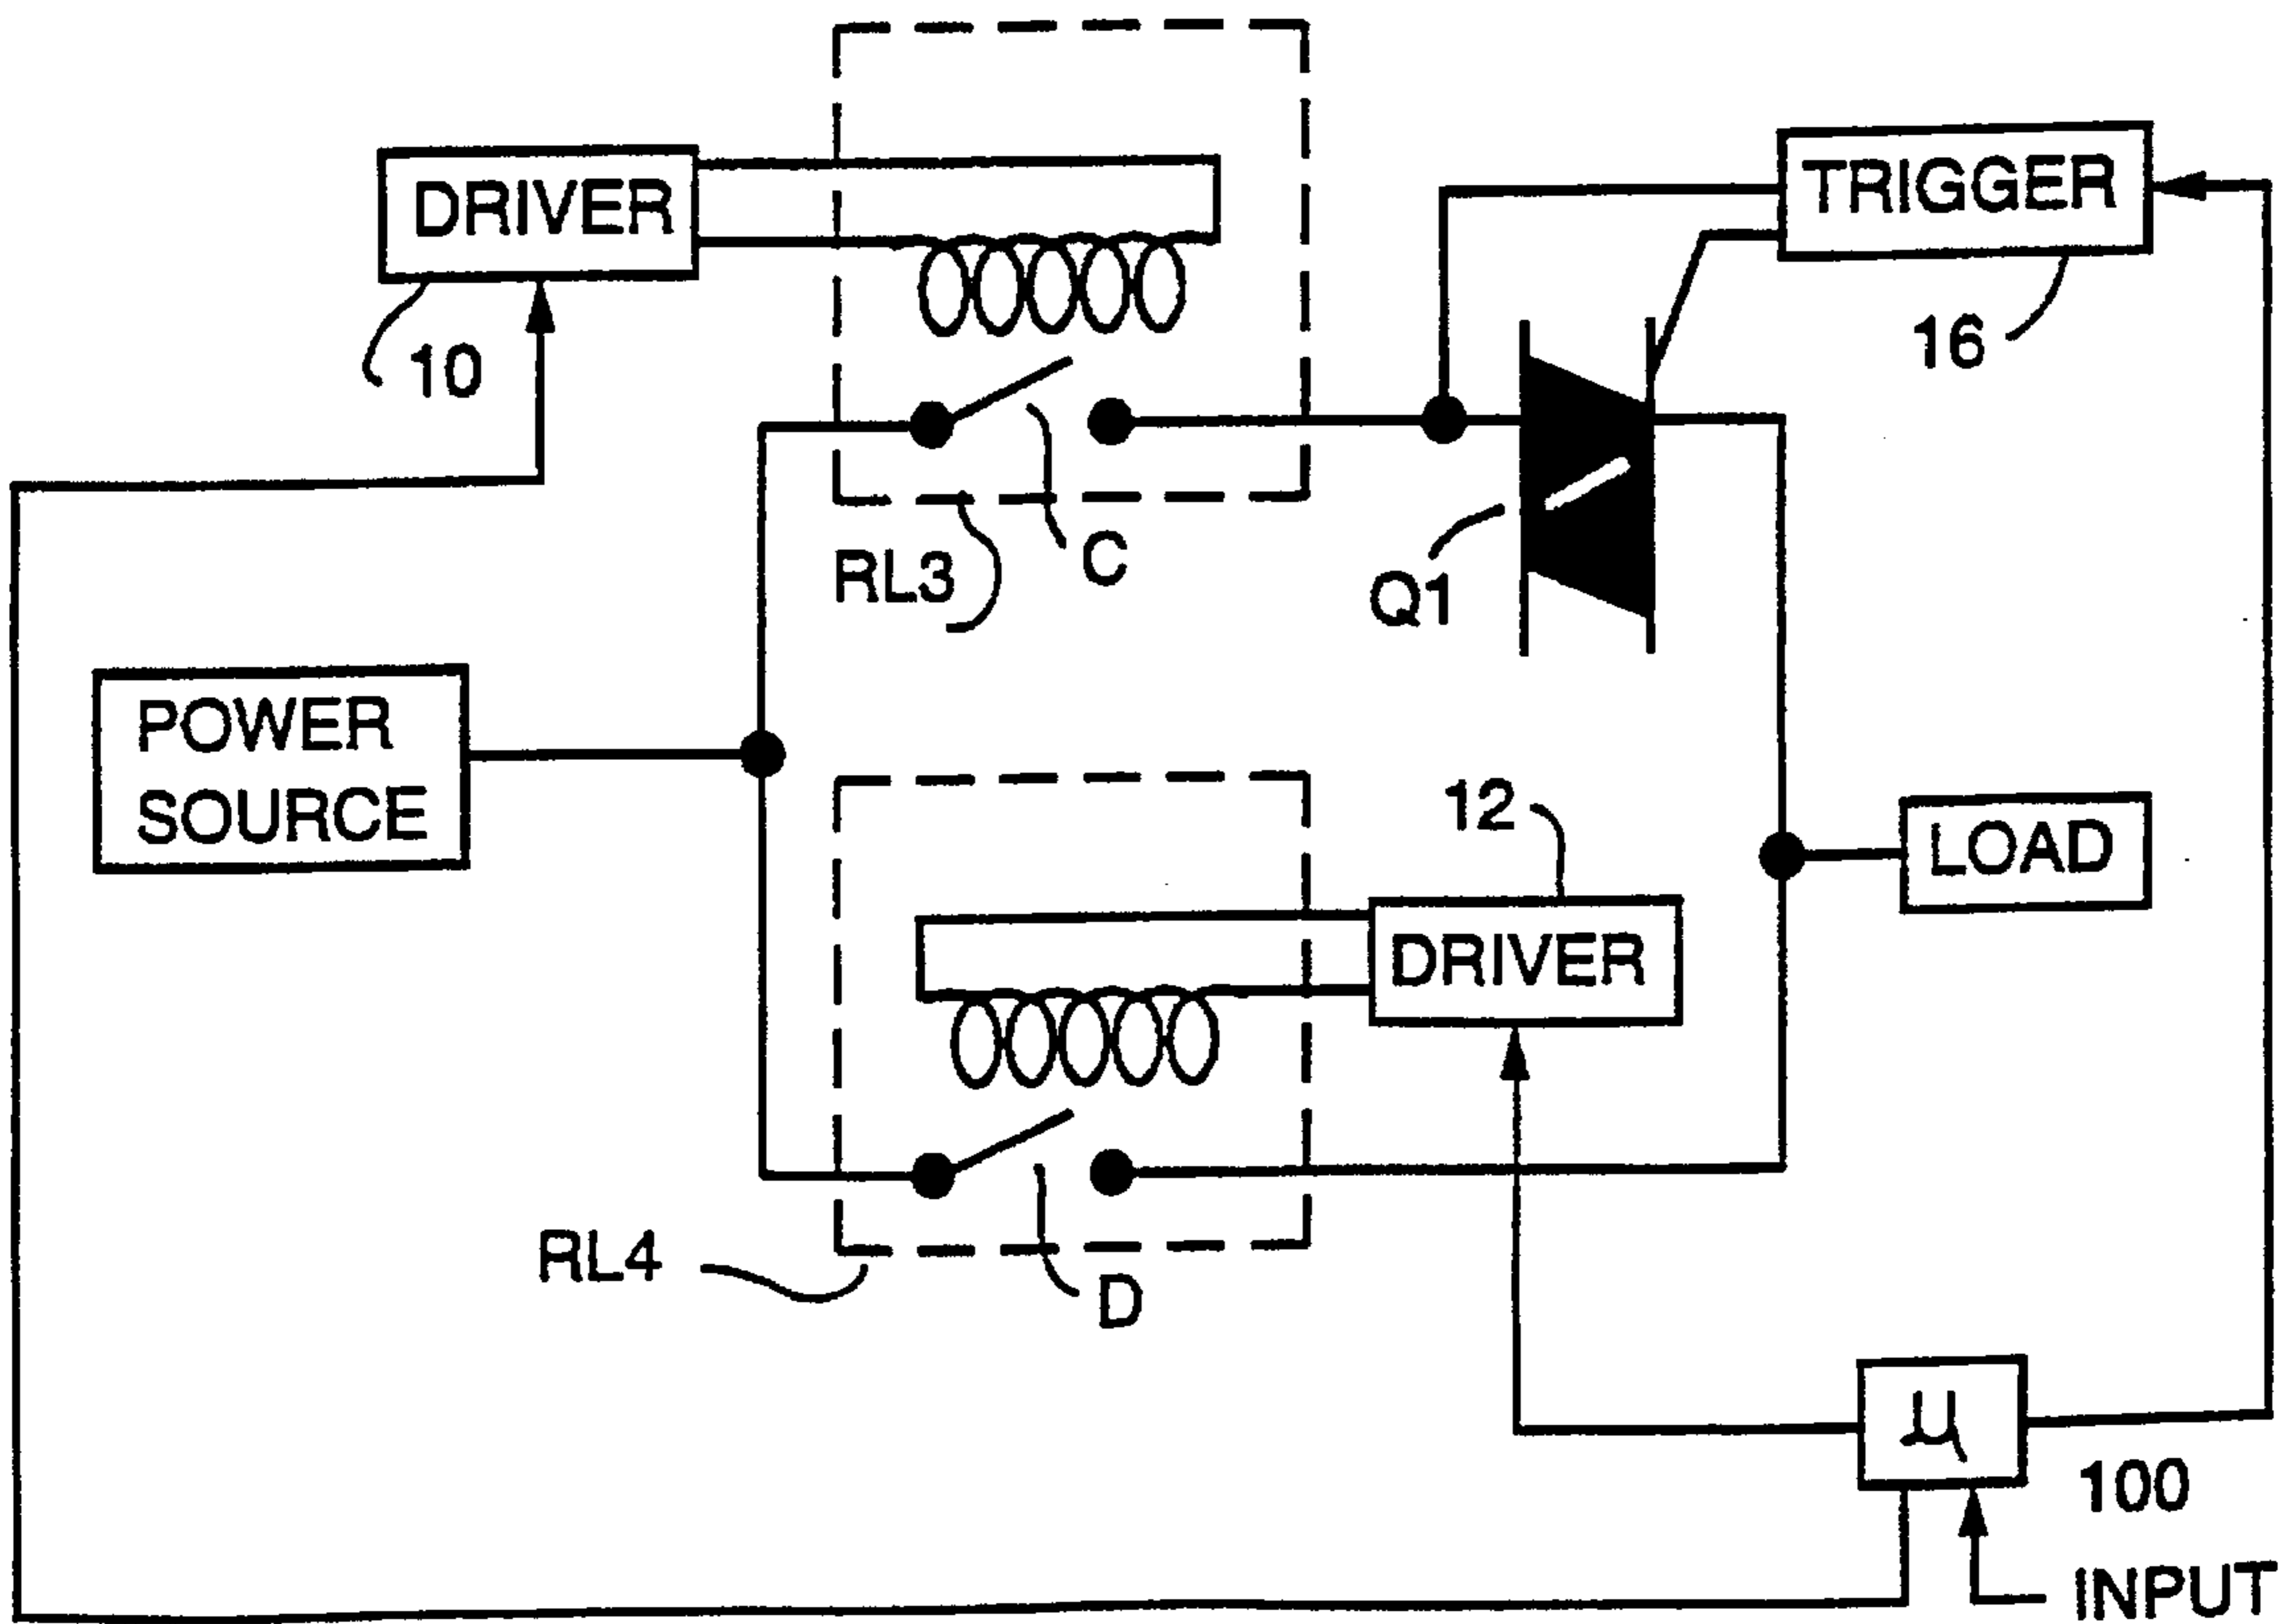 DRIVER
TRIGGER
10
16
C
RL3
Q1
POWER
SOURCE
12
LOAD
DRIVER
RL4
D
μ
100
INPUT